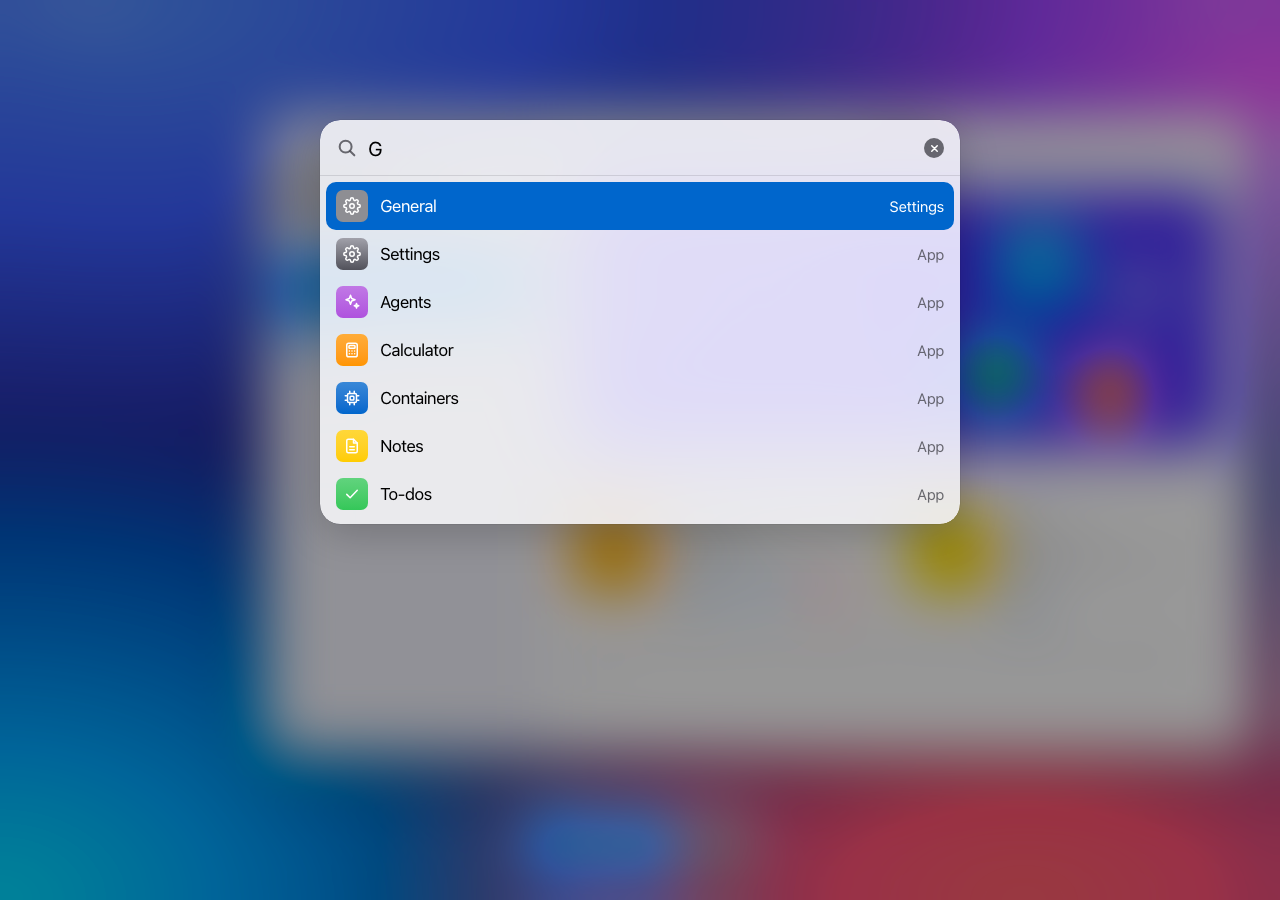 G
General Settings
Settings App
Agents App
Calculator App
Containers App
Notes App
To-dos App